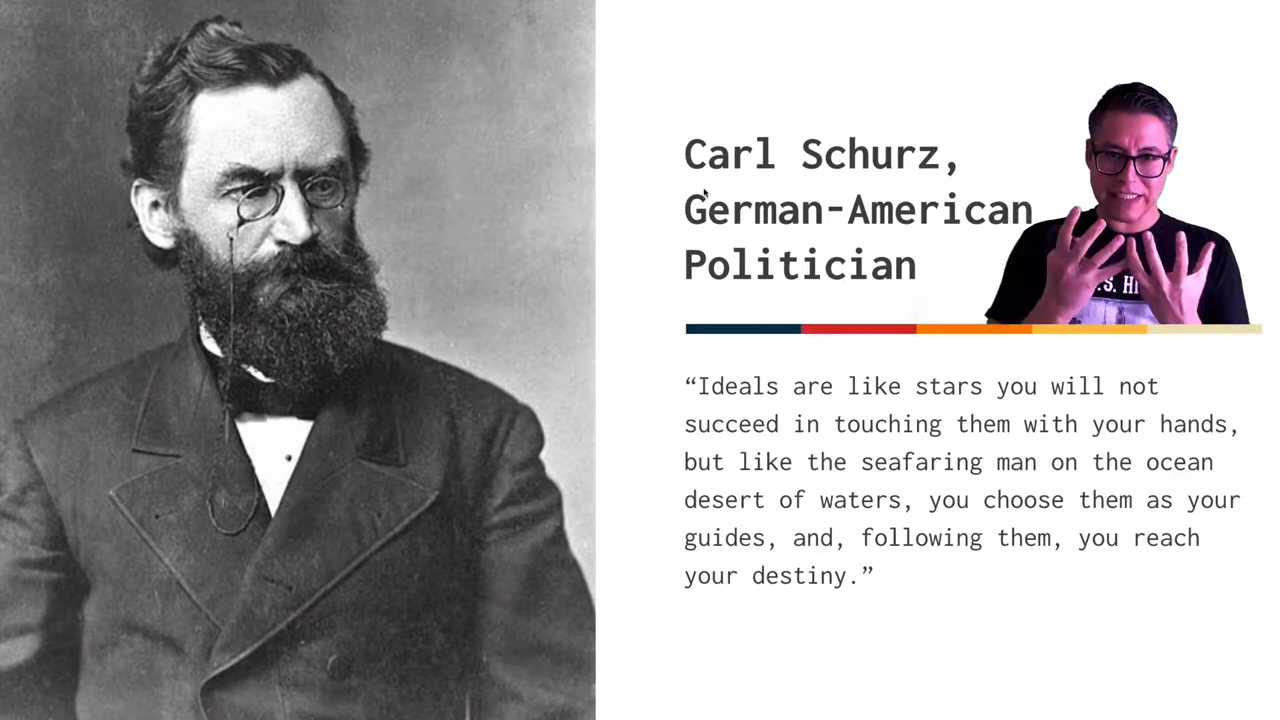 Carl Schurz,
German-American
Politician
.S. HI
“Ideals are like stars you will not
succeed in touching them with your hands,
but like the seafaring man on the ocean
desert of waters, you choose them as your
guides, and, following them, you reach
your destiny.”